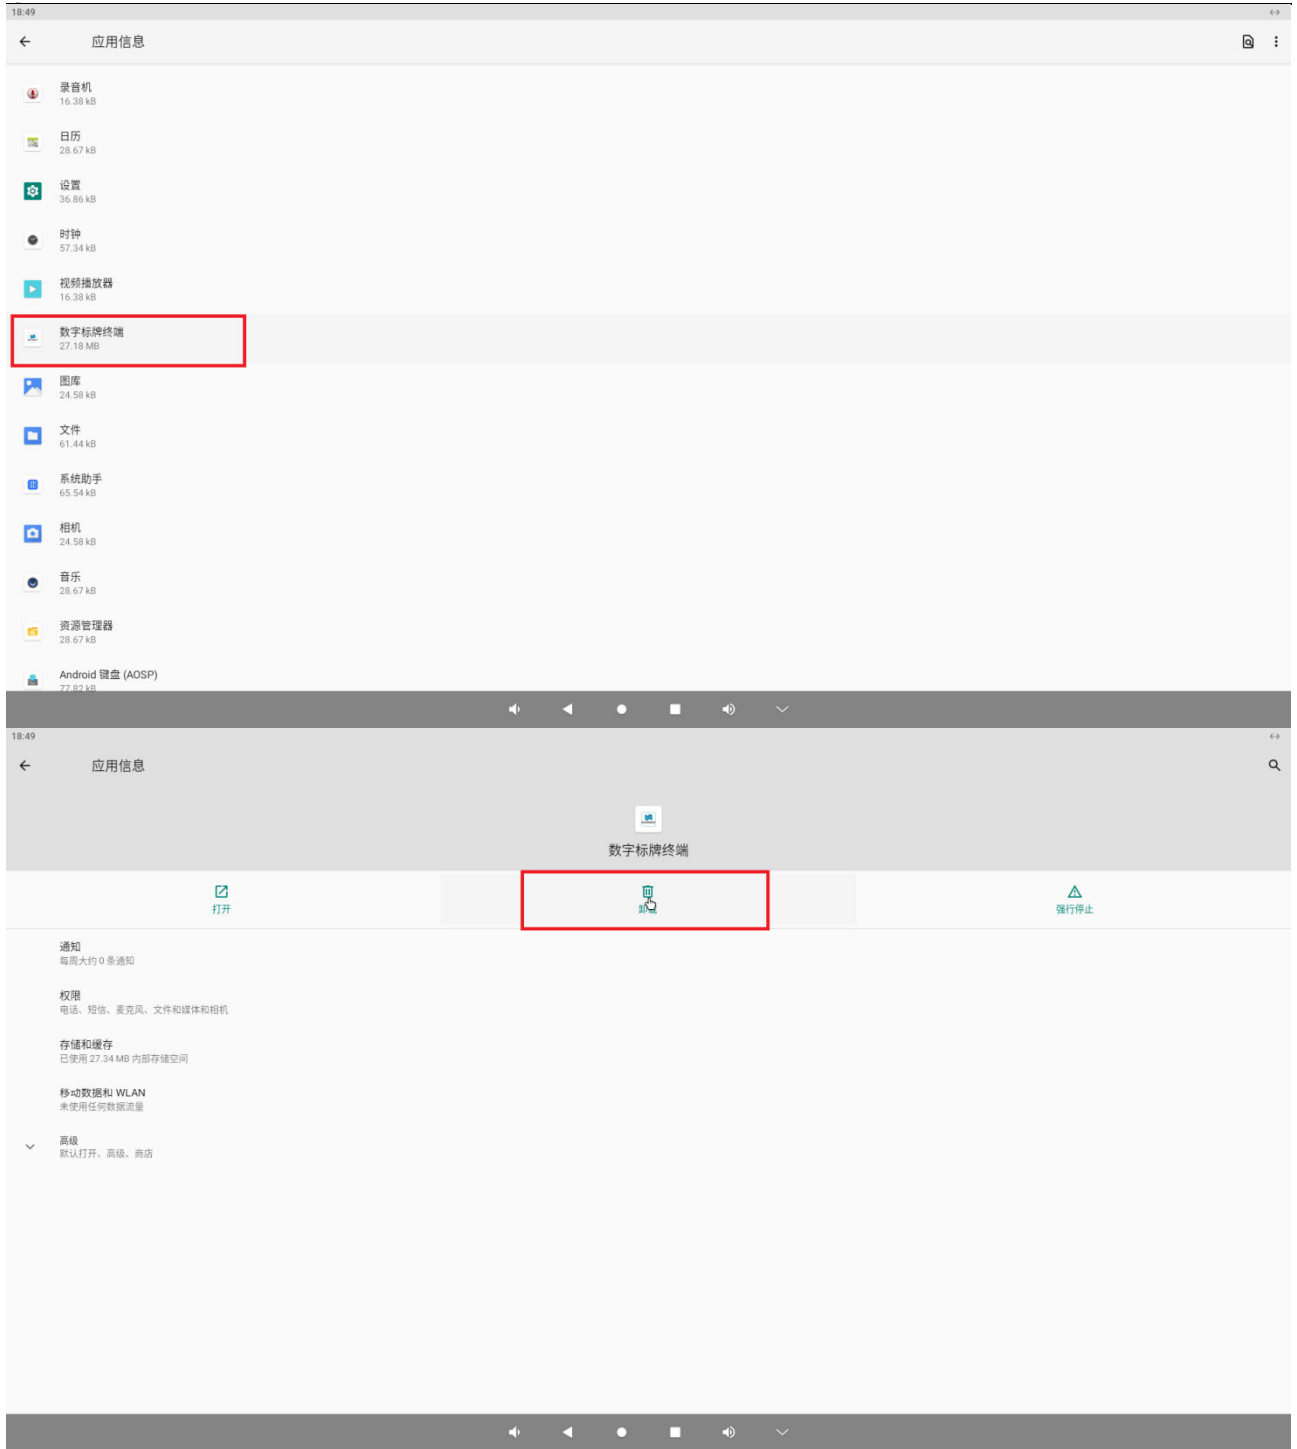 18:49
应用信息
录音机
16.38 kB
日历
28.67 kB
设置
36.86 kB
时钟
57.34 kB
视频播放器
16.38 kB
数字标牌终端
27.18 MB
图库
24.58 kB
文件
61.44 kB
系统助手
65.54 kB
相机
24.58 kB
音乐
28.67 kB
资源管理器
28.67 kB
Android 键盘 (AOSP)
77.82 kB
18:49
应用信息
数字标牌终端
打开
卸载
强行停止
通知
每周大约 0 条通知
权限
电话、短信、麦克风、文件和媒体和相机
存储和缓存
已使用 27.34 MB 内部存储空间
移动数据和 WLAN
未使用任何数据流量
高级
默认打开、高级、商店